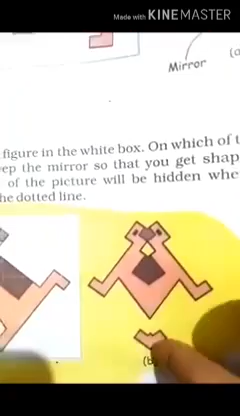 Made with KINEMASTER
Mirror
figure in the white box. On which of
the mirror so that you get shap
of the picture will be hidden whe
he dotted line.
(b